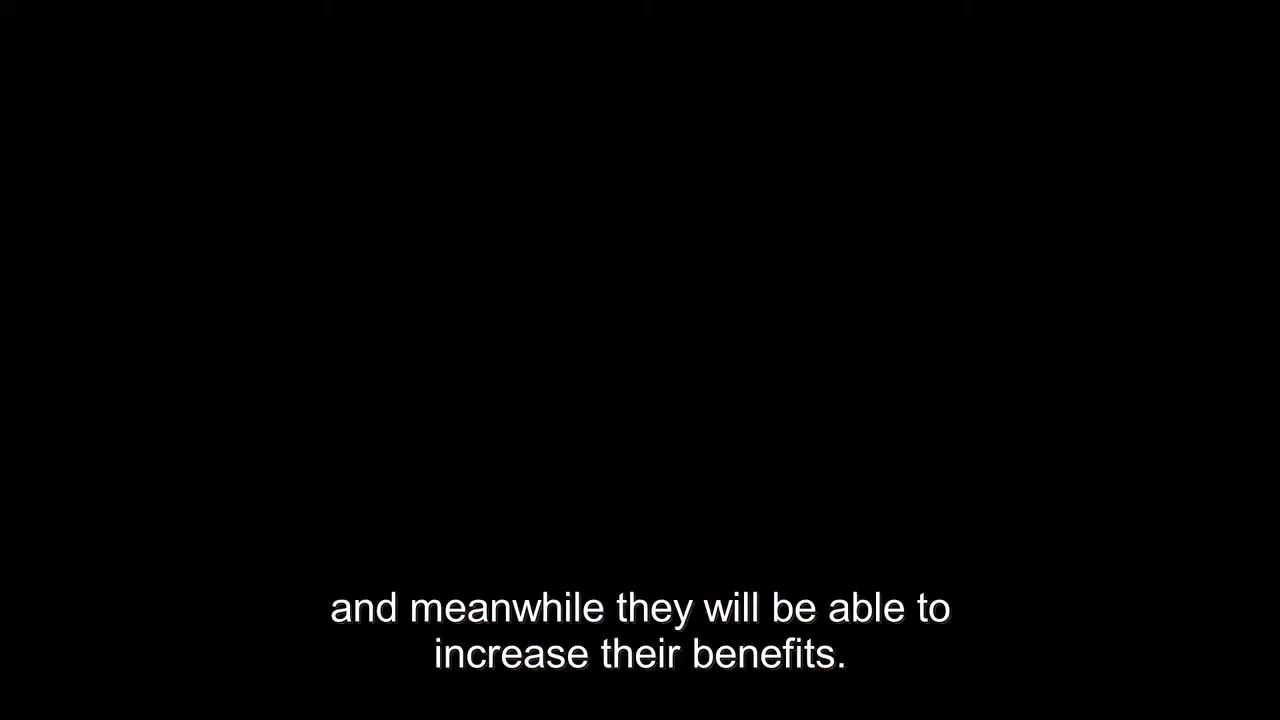 and meanwhile they will be able to
increase their benefits.